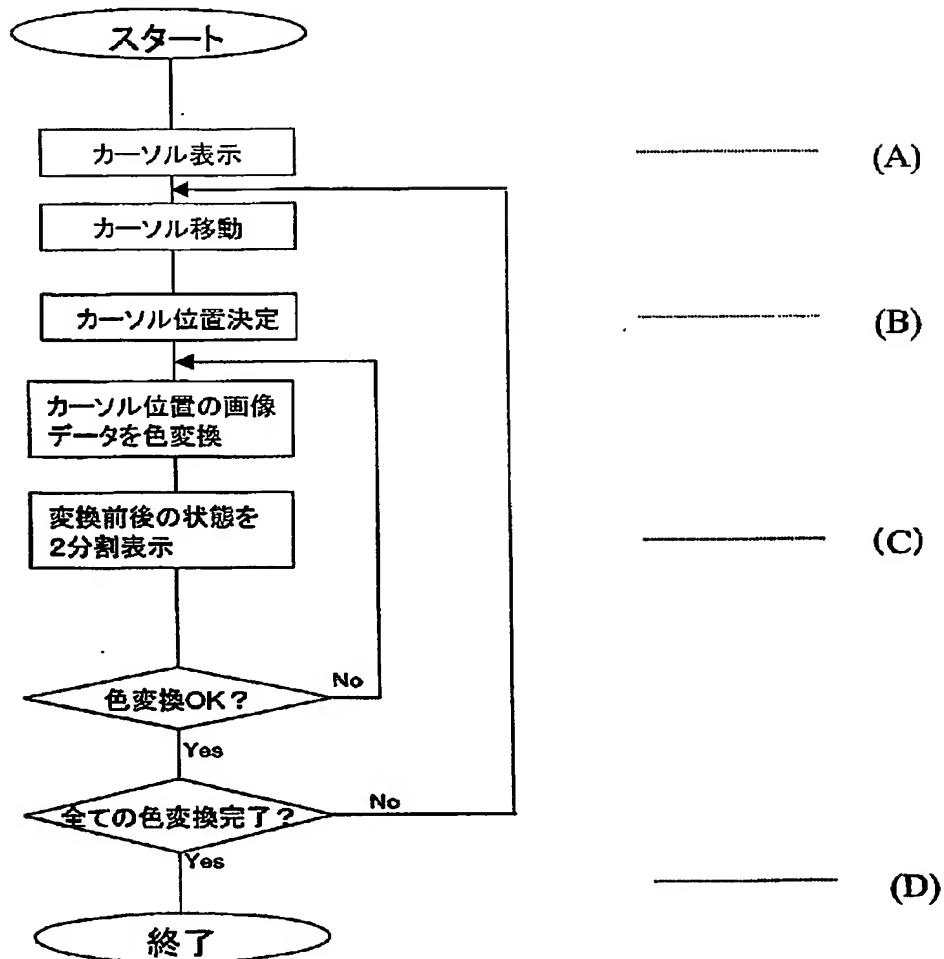 スタート
カーソル表示
(A)
カーソル移動
カーソル位置決定
(B)
カーソル位置の画像
データを色変換
変換前後の状態を
2分割表示
(C)
色変換OK?
No
Yes
全ての色変換完了?
No
Yes
(D)
終了